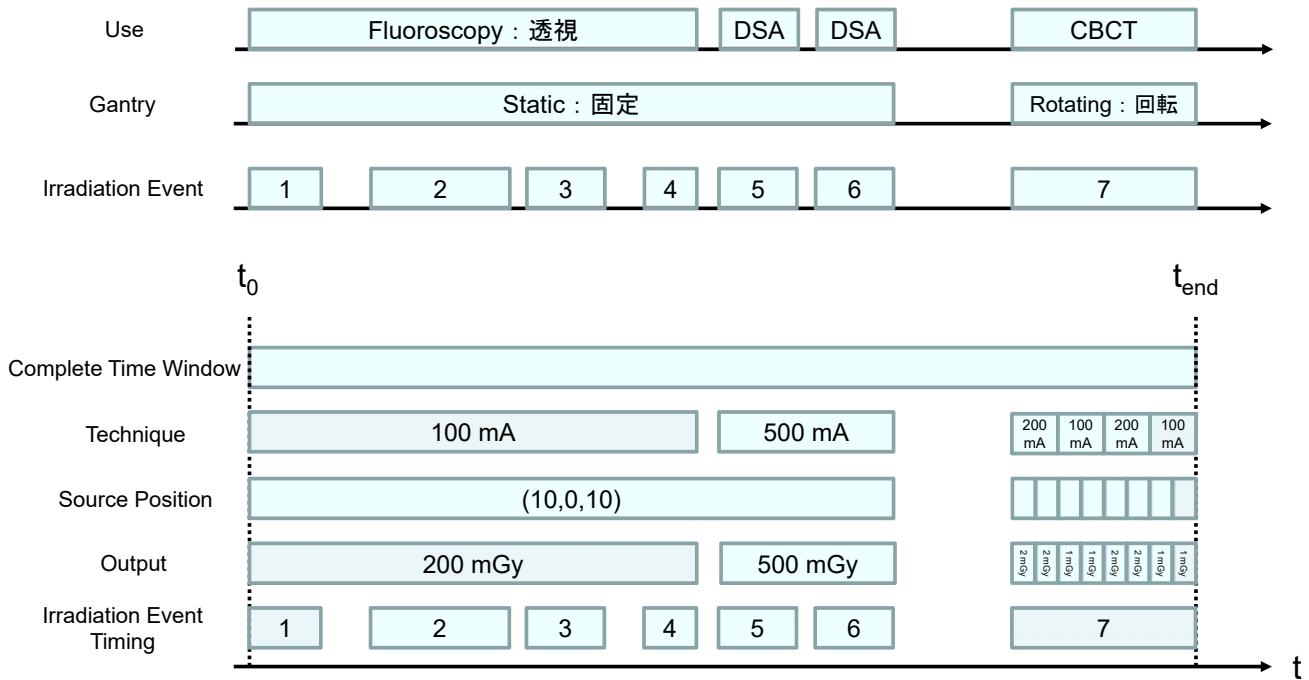 Use
Fluoroscopy：透視
DSA
DSA
CBCT
Gantry
Static：固定
Rotating：回転
Irradiation Event
1
2
3
4
5
6
7
t0
tend
Complete Time Window
Technique
100 mA
500 mA
200
mA
100
mA
200
mA
100
mA
Source Position
(10,0,10)
Output
200 mGy
500 mGy
2 mGy
2 mGy
1 mGy
1 mGy
2 mGy
2 mGy
1 mGy
1 mGy
Irradiation Event
Timing
1
2
3
4
5
6
7
t